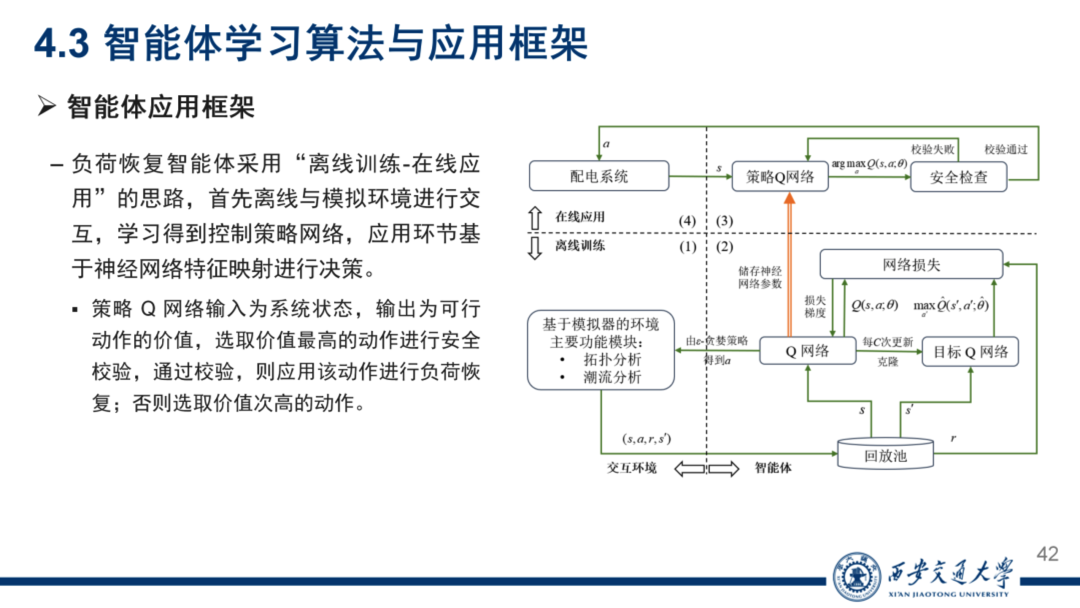 4.3 智能体学习算法与应用框架
➢ 智能体应用框架
– 负荷恢复智能体采用“离线训练-在线应
用”的思路，首先离线与模拟环境进行交
互，学习得到控制策略网络，应用环节基
于神经网络特征映射进行决策。
▪ 策略 Q 网络输入为系统状态，输出为可行
动作的价值，选取价值最高的动作进行安全
校验，通过校验，则应用该动作进行负荷恢
复；否则选取价值次高的动作。
a
校验失败
校验通过
配电系统
s
策略Q网络
arg max Q(s,a;θ)
a
安全检查
在线应用
(4)
(3)
离线训练
(1)
(2)
储存神经
网络参数
网络损失
损失
梯度
Q(s,a;θ)
max Q̂(s′,a′;θ̂)
a′
基于模拟器的环境
主要功能模块：
• 拓扑分析
• 潮流分析
由ε-贪婪策略
得到a
Q 网络
每C次更新
克隆
目标 Q 网络
s
s′
(s,a,r,s′)
r
回放池
交互环境
智能体
42
西安交通大学
XI'AN JIAOTONG UNIVERSITY